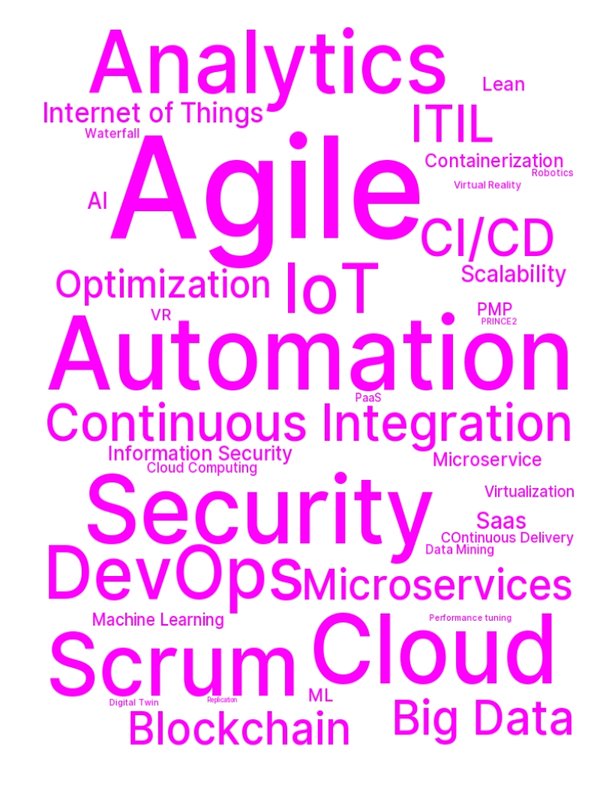 Analytics
Lean
Internet of Things
ITIL
Waterfall
Containerization
Robotics
AI
Agile
Virtual Reality
CI/CD
Scalability
Optimization
IoT
VR
PMP
PRINCE2
Automation
PaaS
Continuous Integration
Information Security
Microservice
Cloud Computing
Security
Virtualization
Saas
COntinuous Delivery
Data Mining
DevOps
Microservices
Machine Learning
Performance tuning
Scrum
Cloud
ML
Digital Twin
Replication
Big Data
Blockchain